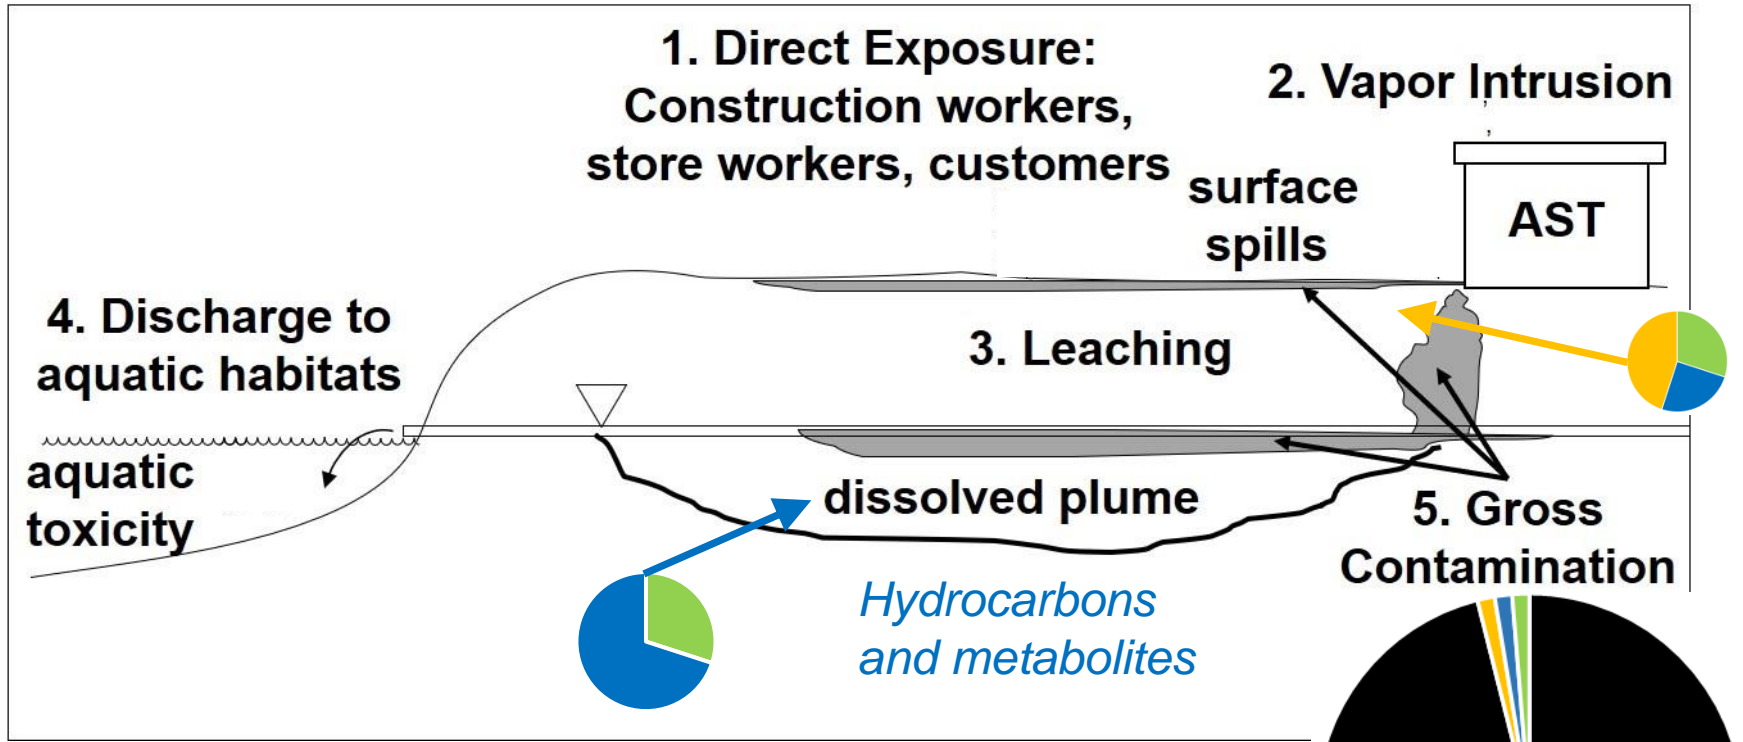 1. Direct Exposure:
Construction workers,
store workers, customers
2. Vapor Intrusion
surface
spills
AST
4. Discharge to
aquatic habitats
3. Leaching
aquatic
toxicity
dissolved plume
5. Gross
Contamination
Hydrocarbons
and metabolites